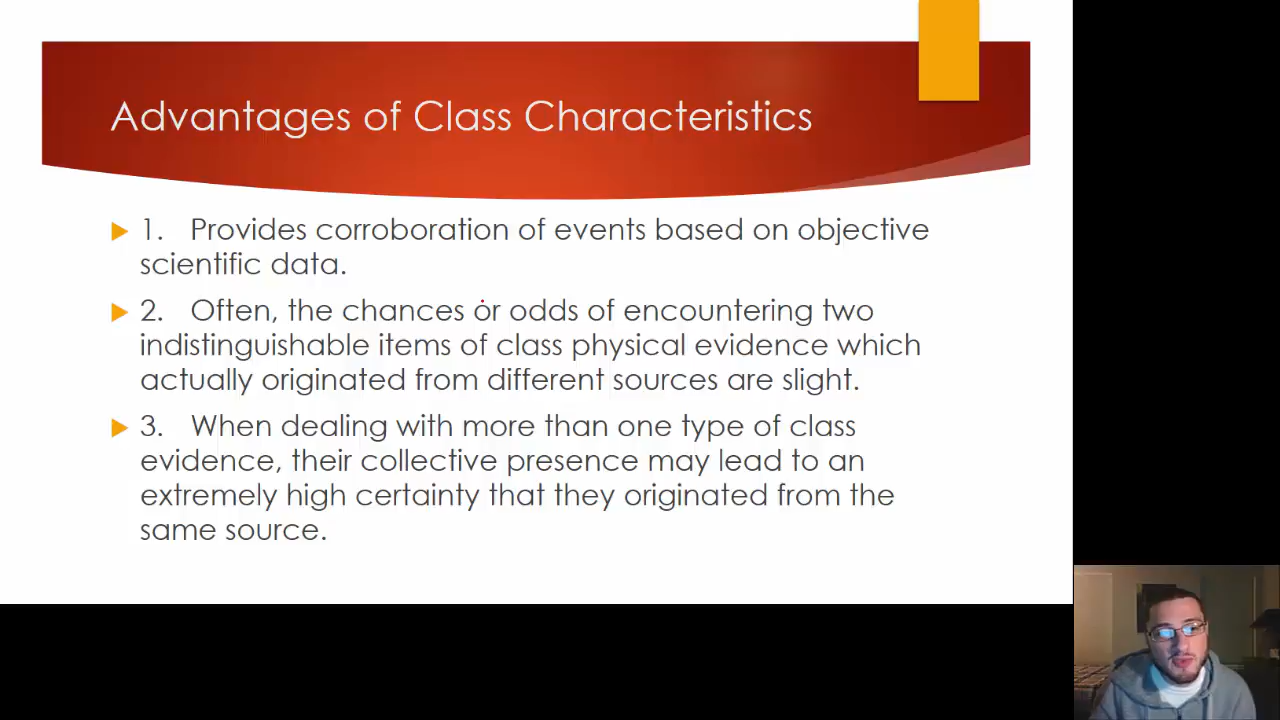 Advantages of Class Characteristics
1. Provides corroboration of events based on objective
scientific data.
2. Often, the chances or odds of encountering two
indistinguishable items of class physical evidence which
actually originated from different sources are slight.
3. When dealing with more than one type of class
evidence, their collective presence may lead to an
extremely high certainty that they originated from the
same source.